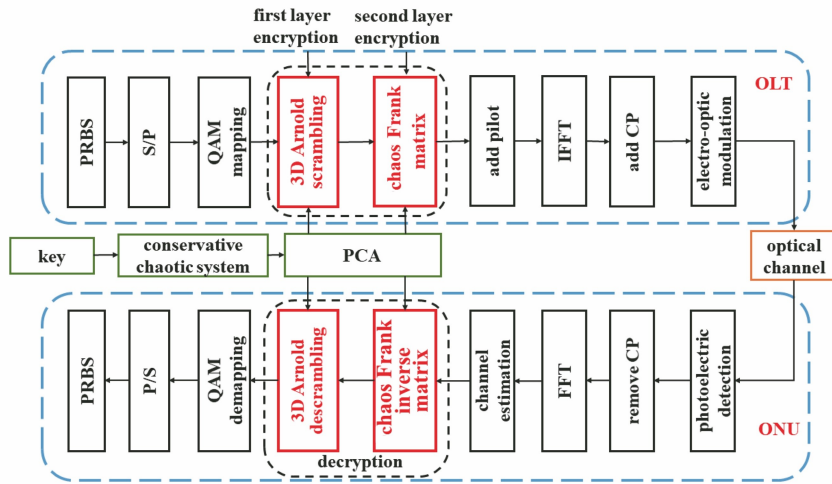 first layer
encryption
second layer
encryption
OLT
PRBS
S/P
QAM
mapping
3D Arnold
scrambling
chaos Frank
matrix
add pilot
IFFT
add CP
electro-optic
modulation
key
conservative
chaotic system
PCA
optical
channel
PRBS
P/S
QAM
demapping
3D Arnold
descrambling
chaos Frank
inverse
matrix
channel
estimation
FFT
remove CP
photoelectric
detection
decryption
ONU